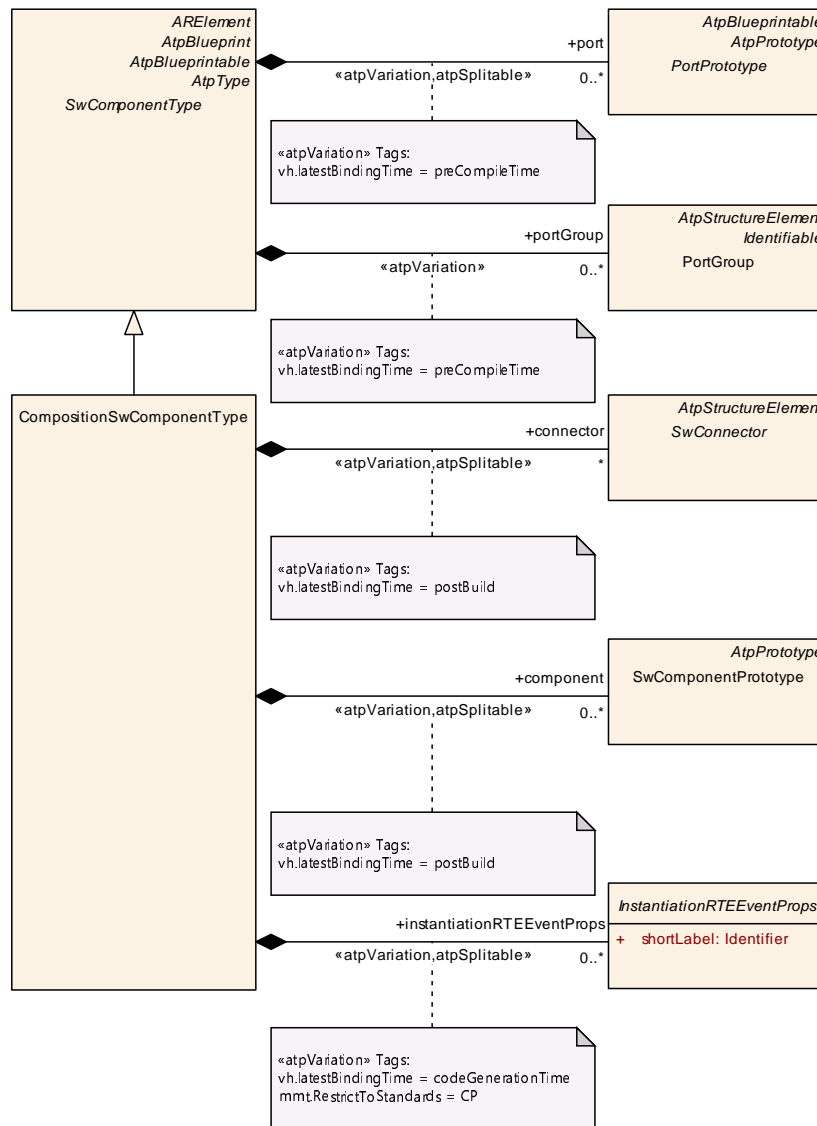 ARElement
AtpBlueprint
AtpBlueprintable
AtpType
SwComponentType
+port
«atpVariation,atpSplitable»
0..*
AtpBlueprintable
AtpPrototype
PortPrototype
«atpVariation» Tags:
vh.latestBindingTime = preCompileTime
+portGroup
«atpVariation»
0..*
AtpStructureElemen
Identifiable
PortGroup
«atpVariation» Tags:
vh.latestBindingTime = preCompileTime
CompositionSwComponentType
+connector
«atpVariation,atpSplitable»
*
AtpStructureElemen
SwConnector
«atpVariation» Tags:
vh.latestBindingTime = postBuild
+component
«atpVariation,atpSplitable»
0..*
AtpPrototype
SwComponentPrototype
«atpVariation» Tags:
vh.latestBindingTime = postBuild
+instantiationRTEEventProps
«atpVariation,atpSplitable»
0..*
InstantiationRTEEventProps
+ shortLabel: Identifier
«atpVariation» Tags:
vh.latestBindingTime = codeGenerationTime
mmt.RestrictToStandards = CP